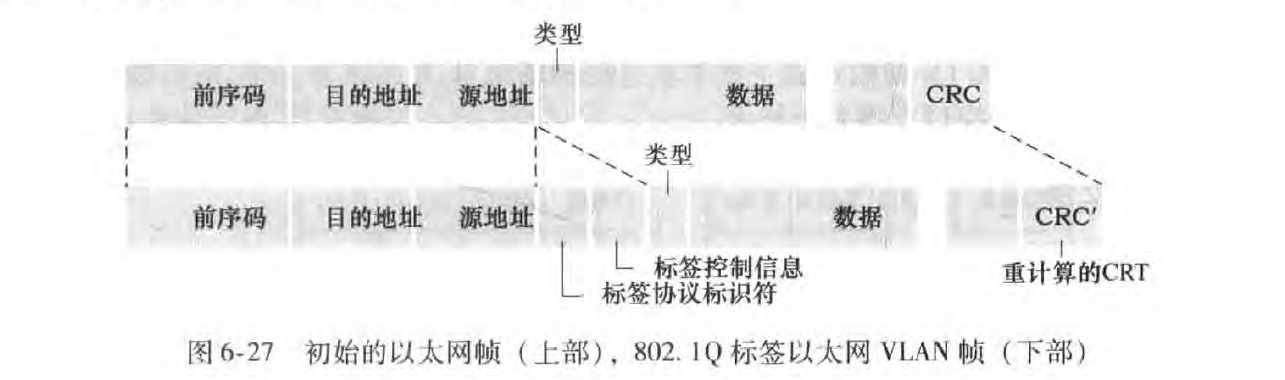 类型
前序码 目的地址 源地址 数据 CRC
类型
前序码 目的地址 源地址 数据 CRC′
标签控制信息
标签协议标识符
重计算的CRT
图 6-27 初始的以太网帧（上部），802.1Q 标签以太网 VLAN 帧（下部）